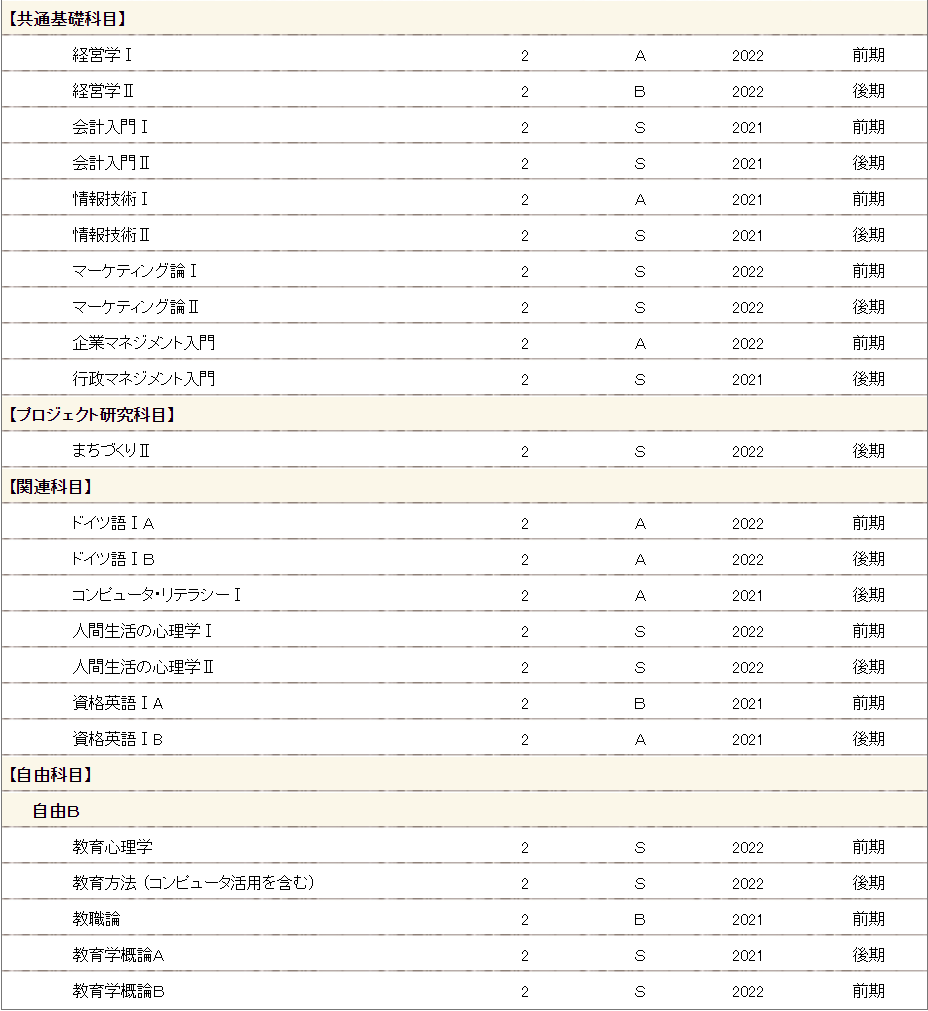 【共通基礎科目】
経営学Ⅰ 2 A 2022 前期
経営学Ⅱ 2 B 2022 後期
会計入門Ⅰ 2 S 2021 前期
会計入門Ⅱ 2 S 2021 後期
情報技術Ⅰ 2 A 2021 前期
情報技術Ⅱ 2 S 2021 後期
マーケティング論Ⅰ 2 S 2022 前期
マーケティング論Ⅱ 2 S 2022 後期
企業マネジメント入門 2 A 2022 前期
行政マネジメント入門 2 S 2021 後期
【プロジェクト研究科目】
まちづくりⅡ 2 S 2022 後期
【関連科目】
ドイツ語ⅠA 2 A 2022 前期
ドイツ語ⅠB 2 A 2022 後期
コンピュータ・リテラシーⅠ 2 A 2021 後期
人間生活の心理学Ⅰ 2 S 2022 前期
人間生活の心理学Ⅱ 2 S 2022 後期
資格英語ⅠA 2 B 2021 前期
資格英語ⅠB 2 A 2021 後期
【自由科目】
自由B
教育心理学 2 S 2022 前期
教育方法（コンピュータ活用を含む） 2 S 2022 後期
教職論 2 B 2021 前期
教育学概論A 2 S 2021 後期
教育学概論B 2 S 2022 前期